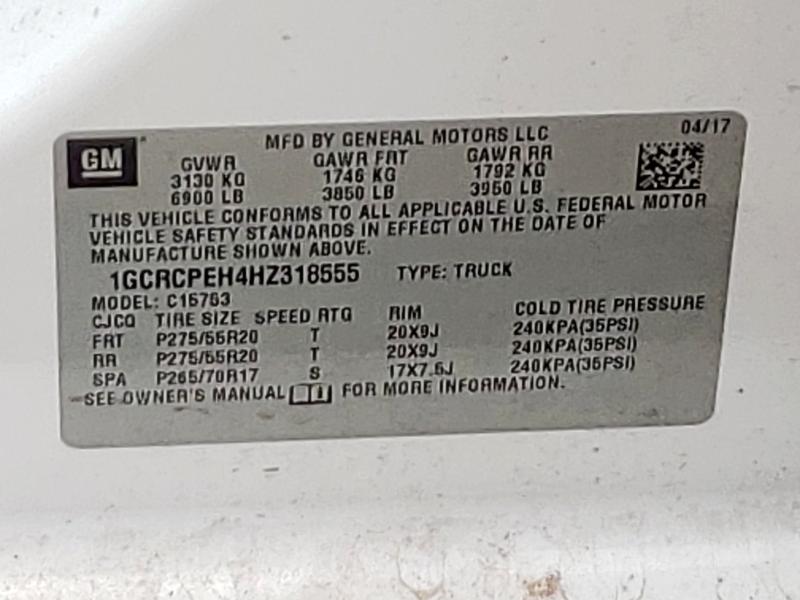 GM
MFD BY GENERAL MOTORS LLC
04/17
GVWR GAWR FRT GAWR RR
3130 KG 1746 KG 1792 KG
6900 LB 3850 LB 3950 LB
THIS VEHICLE CONFORMS TO ALL APPLICABLE U.S. FEDERAL MOTOR
VEHICLE SAFETY STANDARDS IN EFFECT ON THE DATE OF
MANUFACTURE SHOWN ABOVE.
1GCRCPEH4HZ318555 TYPE: TRUCK
MODEL: C15753
CJCQ TIRE SIZE SPEED RTG RIM COLD TIRE PRESSURE
FRT P275/55R20 T 20X9J 240KPA(35PSI)
RR P275/55R20 T 20X9J 240KPA(35PSI)
SPA P265/70R17 S 17X7.5J 240KPA(35PSI)
SEE OWNER'S MANUAL FOR MORE INFORMATION.